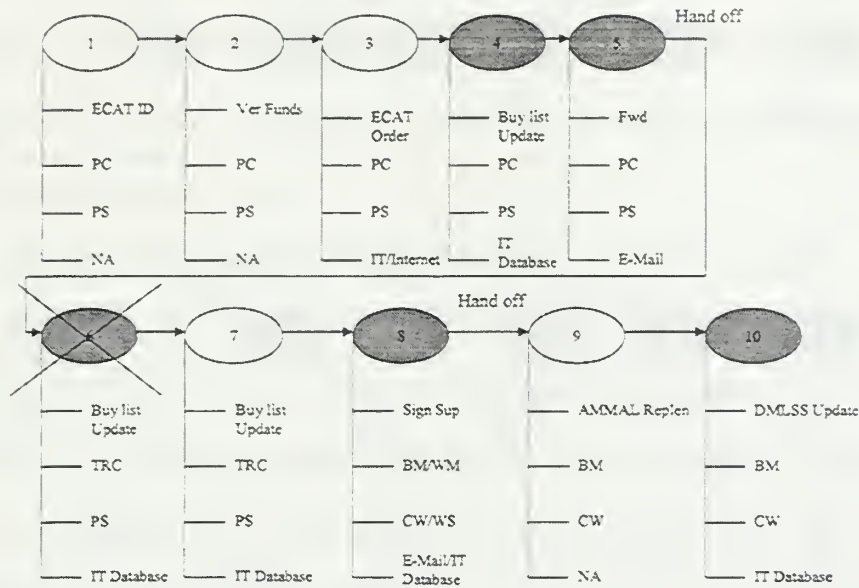 Hand off
1
2
3
4
5
ECAT ID
Ver Funds
ECAT
Order
Buy list
Update
Fwd
PC
PC
PC
PC
PC
PS
PS
PS
PS
PS
NA
NA
IT/Internet
IT
Database
E-Mail
Hand off
6
7
8
9
10
Buy list
Update
Buy list
Update
Sign Sup
AMMAL Replen
DMLSS Update
TRC
TRC
BM/WM
BM
BM
PS
PS
CW/WS
CW
CW
IT Database
IT Database
E-Mail/IT
Database
NA
IT Database